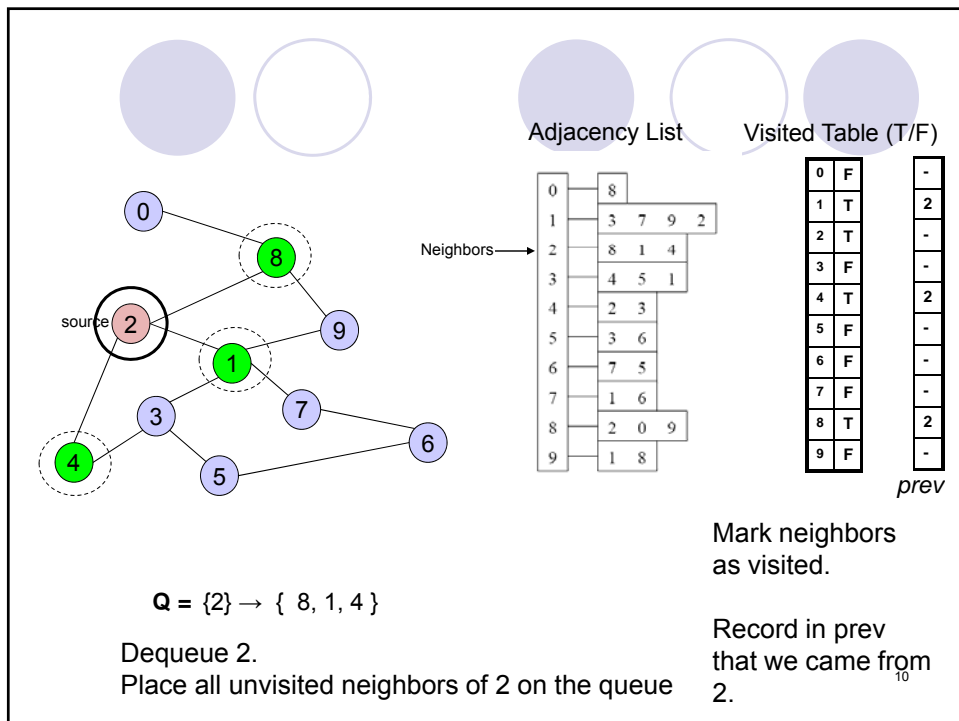 Adjacency List
Visited Table (T/F)
0
8
source
2
9
1
3
7
6
4
5
Neighbors
0 8
1 3 7 9 2
2 8 1 4
3 4 5 1
4 2 3
5 3 6
6 7 5
7 1 6
8 2 0 9
9 1 8
0 F -
1 T 2
2 T -
3 F -
4 T 2
5 F -
6 F -
7 F -
8 T 2
9 F -
prev
Mark neighbors
as visited.
Q = {2} → { 8, 1, 4 }
Dequeue 2.
Place all unvisited neighbors of 2 on the queue
Record in prev
that we came from
2.
10